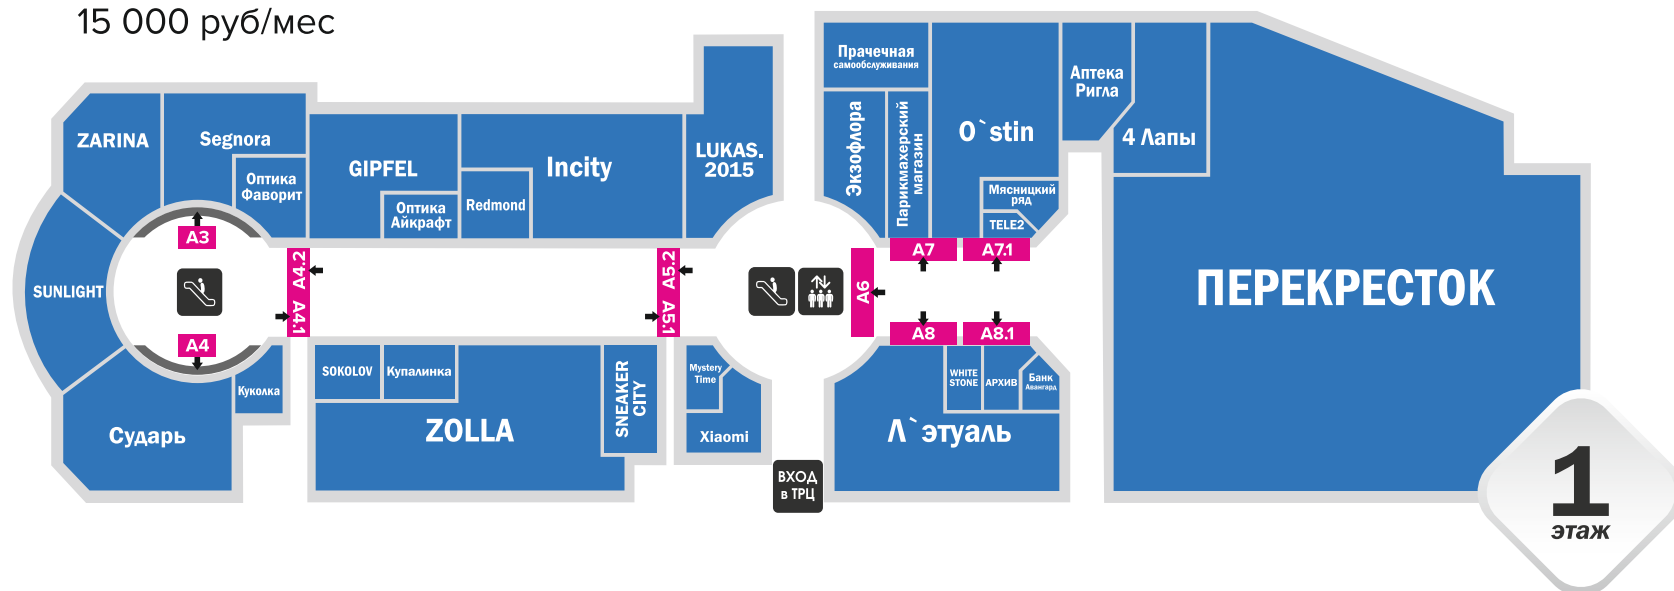 15 000 руб/мес
ZARINA
Segnora
Оптика
Фаворит
GIPFEL
Оптика
Айкрафт
Redmond
Incity
LUKAS.
2015
Прачечная
самообслуживания
Экзофлора
Парикмахерский
магазин
O`stin
Мясницкий
ряд
TELE2
Аптека
Ригла
4 Лапы
ПЕРЕКРЕСТОК
SUNLIGHT
A3
A4
A4.2
A4.1
A5.2
A5.1
A6
A7
A7.1
A8
A8.1
Сударь
Куколка
SOKOLOV
Купалинка
ZOLLA
SNEAKER
CITY
Mystery
Time
Xiaomi
ВХОД
в ТРЦ
Л`этуаль
WHITE
STONE
АРХИВ
Банк
Авангард
1
этаж